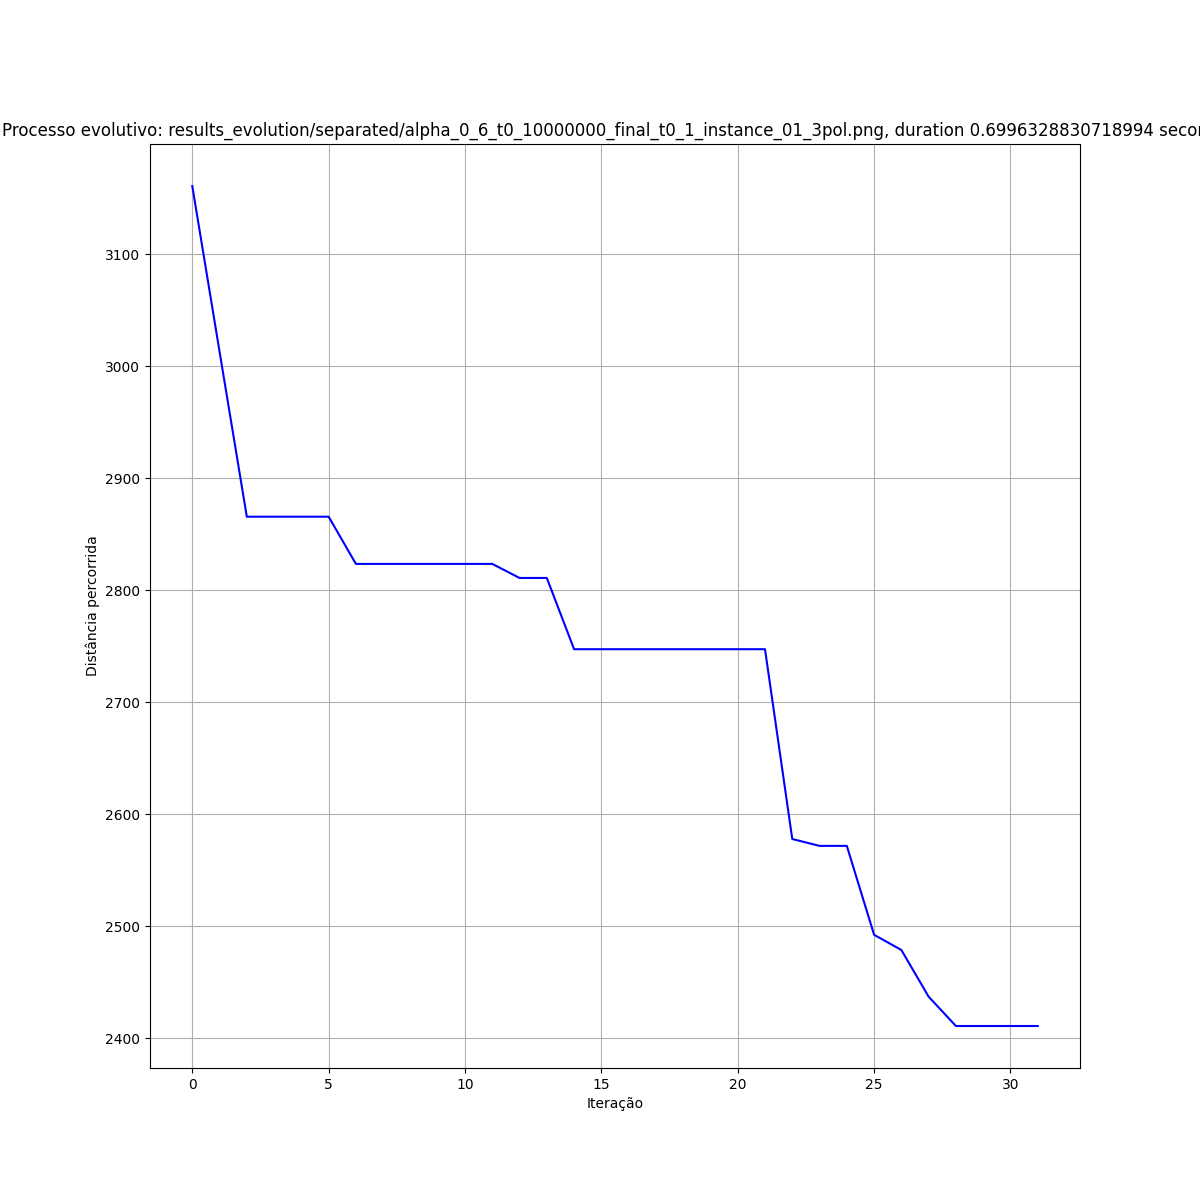 Processo evolutivo: results_evolution/separated/alpha_0_6_t0_10000000_final_t0_1_instance_01_3pol.png, duration 0.6996328830718994
3100
3000
2900
2800
2700
2600
2500
2400
Distância percorrida
0 5 10 15 20 25 30
Iteração